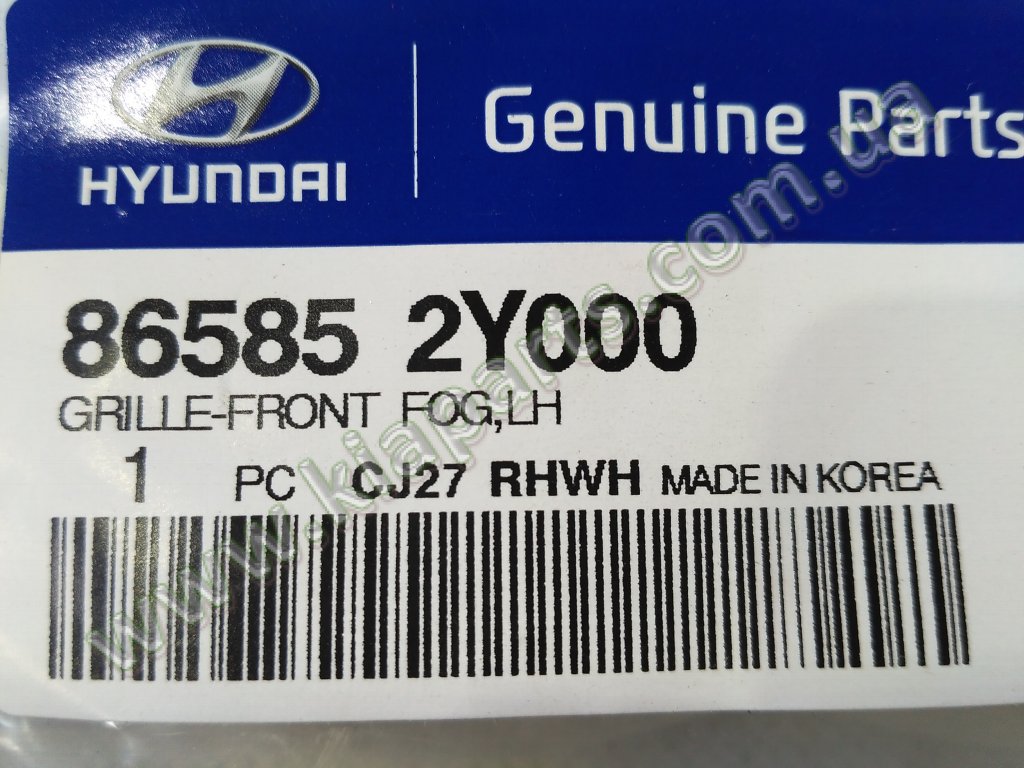 HYUNDAI
Genuine Parts
86585 2Y000
GRILLE-FRONT FOG,LH
1 PC CJ27 RHWH MADE IN KOREA
www.kiaparts.com.ua